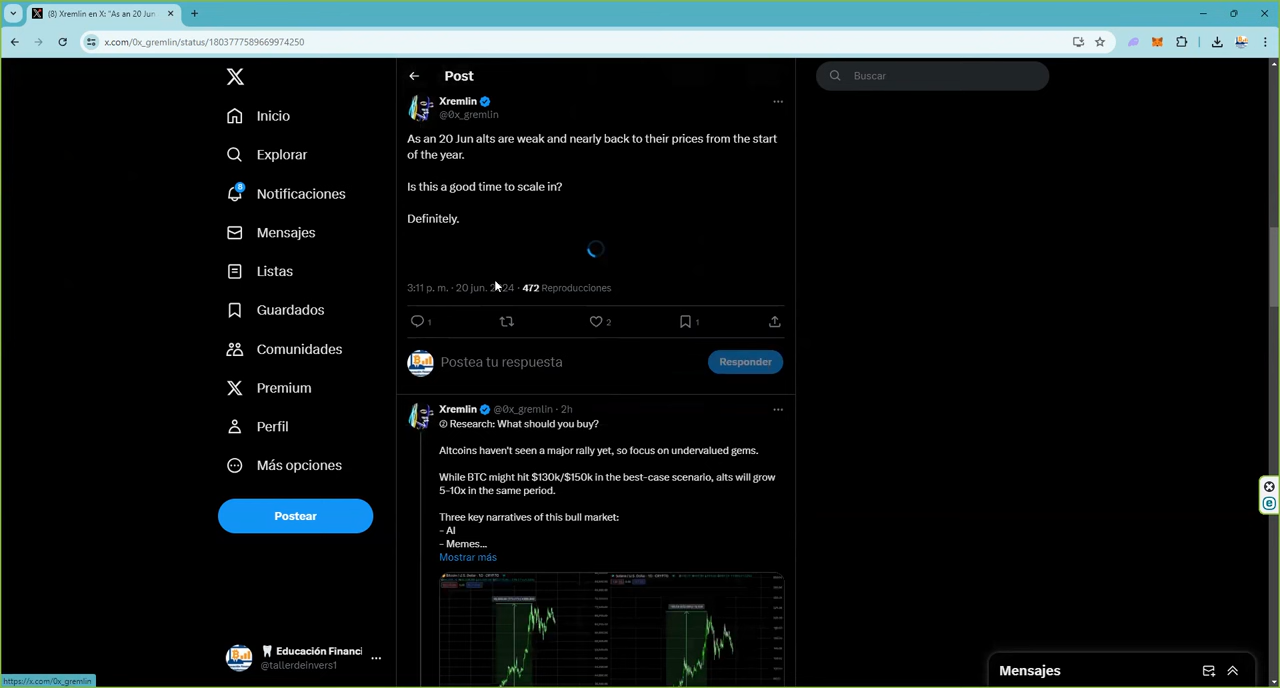 (8) Xremlin en X: "As an 20 Jun
x.com/0x_gremlin/status/1803777589669974250
Post
Buscar
Xremlin
@0x_gremlin
Inicio
As an 20 Jun alts are weak and nearly back to their prices from the start
of the year.
Explorar
Is this a good time to scale in?
Notificaciones
8
Definitely.
Mensajes
Listas
3:11 p. m. · 20 jun. 2024 · 472 Reproducciones
Guardados
1
2
1
Comunidades
Postea tu respuesta
Responder
Premium
Xremlin @0x_gremlin · 2h
② Research: What should you buy?
Perfil
Altcoins haven't seen a major rally yet, so focus on undervalued gems.
Más opciones
While BTC might hit $130k/$150k in the best-case scenario, alts will grow
5-10x in the same period.
Postear
Three key narratives of this bull market:
- AI
- Memes...
Mostrar más
Educación Financi
@tallerdeinvers1
Mensajes
https://x.com/0x_gremlin